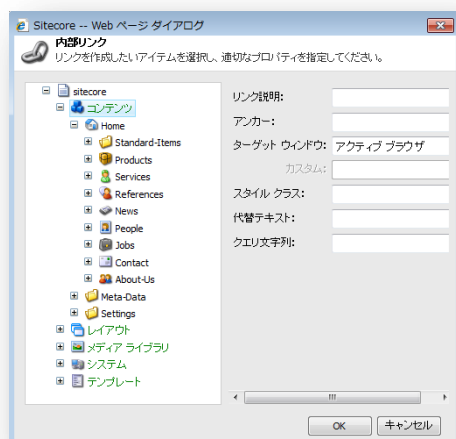 Sitecore -- Web ページ ダイアログ
内部リンク
リンクを作成したいアイテムを選択し、適切なプロパティを指定してください。
sitecore
コンテンツ
Home
Standard-Items
Products
Services
References
News
People
Jobs
Contact
About-Us
Meta-Data
Settings
レイアウト
メディア ライブラリ
システム
テンプレート
リンク説明:
アンカー:
ターゲット ウィンドウ: アクティブ ブラウザ
カスタム:
スタイル クラス:
代替テキスト:
クエリ文字列:
OK キャンセル